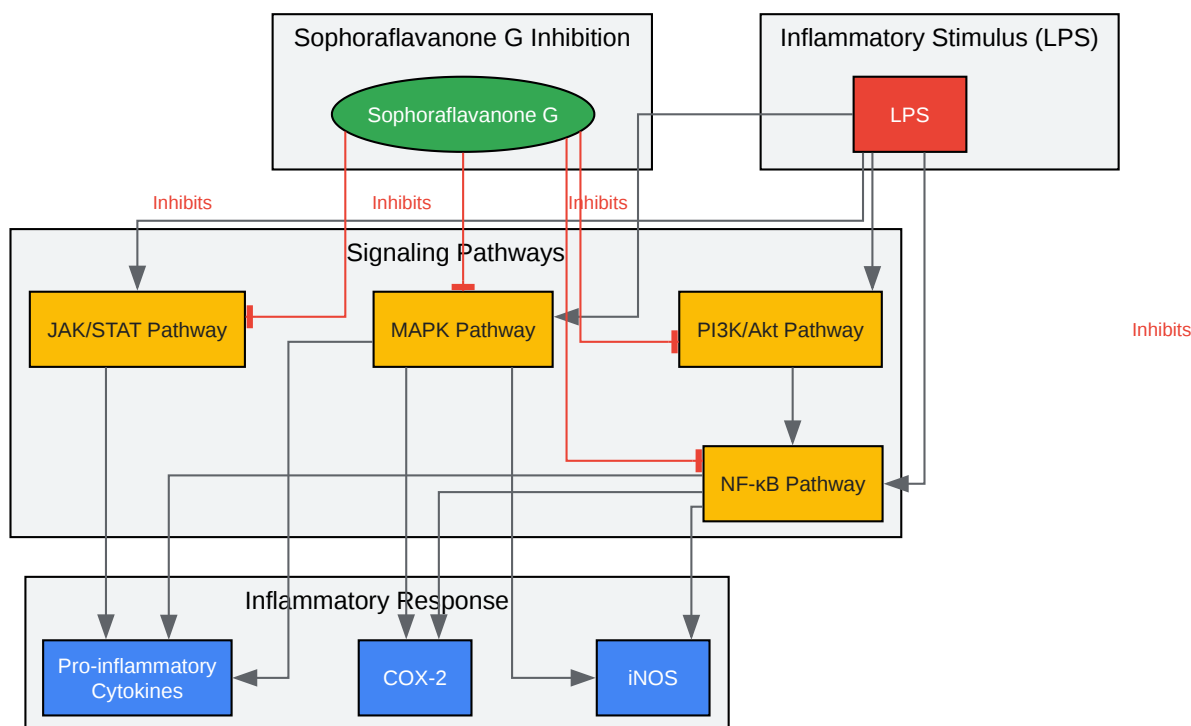 Sophoraflavanone G Inhibition
Inflammatory Stimulus (LPS)
Sophoraflavanone G
LPS
Inhibits
Inhibits
Inhibits
Signaling Pathways
JAK/STAT Pathway
MAPK Pathway
PI3K/Akt Pathway
Inhibits
NF-κB Pathway
Inflammatory Response
Pro-inflammatory
Cytokines
COX-2
iNOS